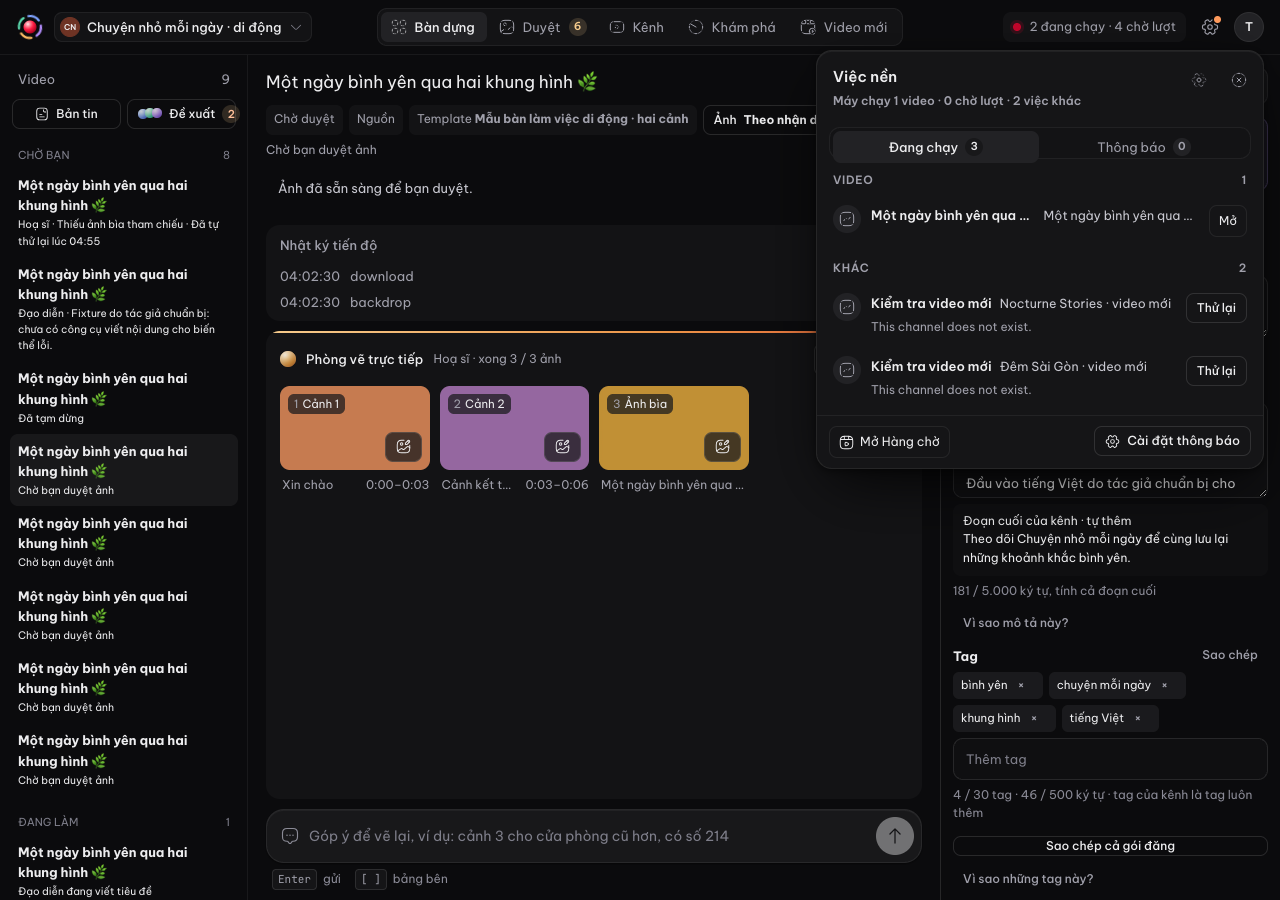 CN Chuyện nhỏ mỗi ngày · di động
Bàn dựng
Duyệt 6
Kênh
Khám phá
Video mới
2 đang chạy · 4 chờ lượt
T
Video 9
Bản tin
Đề xuất 2
CHỜ BẠN 8
Một ngày bình yên qua hai
khung hình 🌿
Hoạ sĩ · Thiếu ảnh bìa tham chiếu · Đã tự
thử lại lúc 04:55
Một ngày bình yên qua hai
khung hình 🌿
Đạo diễn · Fixture do tác giả chuẩn bị:
chưa có công cụ viết nội dung cho biến
thể lỗi.
Một ngày bình yên qua hai
khung hình 🌿
Đã tạm dừng
Một ngày bình yên qua hai
khung hình 🌿
Chờ bạn duyệt ảnh
Một ngày bình yên qua hai
khung hình 🌿
Chờ bạn duyệt ảnh
Một ngày bình yên qua hai
khung hình 🌿
Chờ bạn duyệt ảnh
Một ngày bình yên qua hai
khung hình 🌿
Chờ bạn duyệt ảnh
Một ngày bình yên qua hai
khung hình 🌿
Chờ bạn duyệt ảnh
ĐANG LÀM 1
Một ngày bình yên qua hai
khung hình 🌿
Đạo diễn đang viết tiêu đề
Một ngày bình yên qua hai khung hình 🌿
Chờ duyệt
Nguồn
Template Mẫu bàn làm việc di động · hai cảnh
Ảnh Theo nhận d
Chờ bạn duyệt ảnh
Ảnh đã sẵn sàng để bạn duyệt.
Nhật ký tiến độ
04:02:30 download
04:02:30 backdrop
Phòng vẽ trực tiếp Hoạ sĩ · xong 3 / 3 ảnh
1 Cảnh 1
2 Cảnh 2
3 Ảnh bìa
Xin chào 0:00–0:03
Cảnh kết t... 0:03–0:06
Một ngày bình yên qua ...
Góp ý để vẽ lại, ví dụ: cảnh 3 cho cửa phòng cũ hơn, có số 214
Enter gửi [ ] bảng bên
Việc nền
Máy chạy 1 video · 0 chờ lượt · 2 việc khác
Đang chạy 3
Thông báo 0
VIDEO 1
Một ngày bình yên qua ... Một ngày bình yên qua ... Mở
KHÁC 2
Kiểm tra video mới Nocturne Stories · video mới Thử lại
This channel does not exist.
Kiểm tra video mới Đêm Sài Gòn · video mới Thử lại
This channel does not exist.
Mở Hàng chờ
Cài đặt thông báo
Đầu vào tiếng Việt do tác giả chuẩn bị cho
Đoạn cuối của kênh · tự thêm
Theo dõi Chuyện nhỏ mỗi ngày để cùng lưu lại
những khoảnh khắc bình yên.
181 / 5.000 ký tự, tính cả đoạn cuối
Vì sao mô tả này?
Tag Sao chép
bình yên ×
chuyện mỗi ngày ×
khung hình ×
tiếng Việt ×
Thêm tag
4 / 30 tag · 46 / 500 ký tự · tag của kênh là tag luôn
thêm
Sao chép cả gói đăng
Vì sao những tag này?